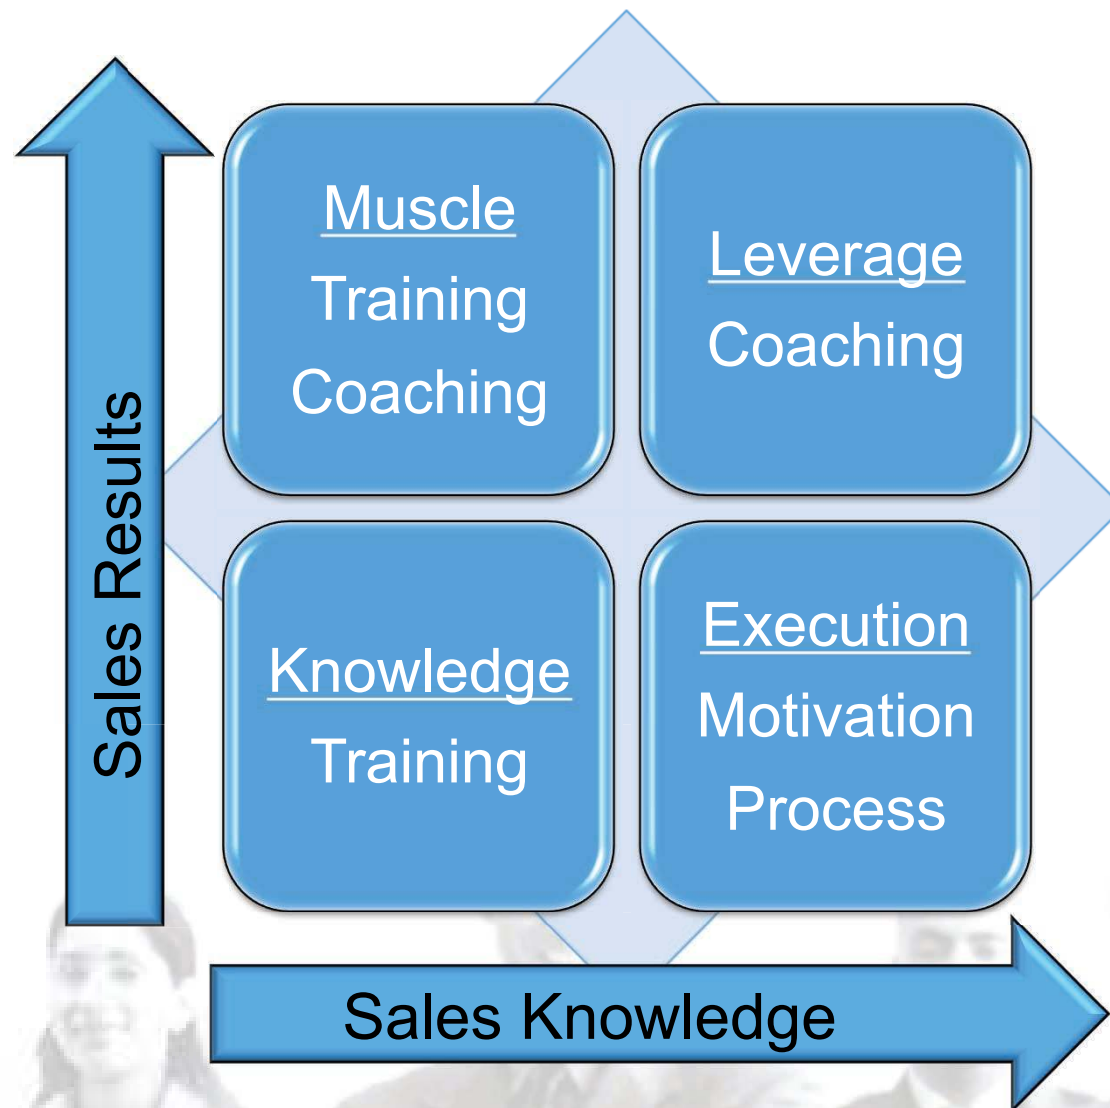 Muscle
Training
Coaching
Leverage
Coaching
Knowledge
Training
Execution
Motivation
Process
Sales Results
Sales Knowledge